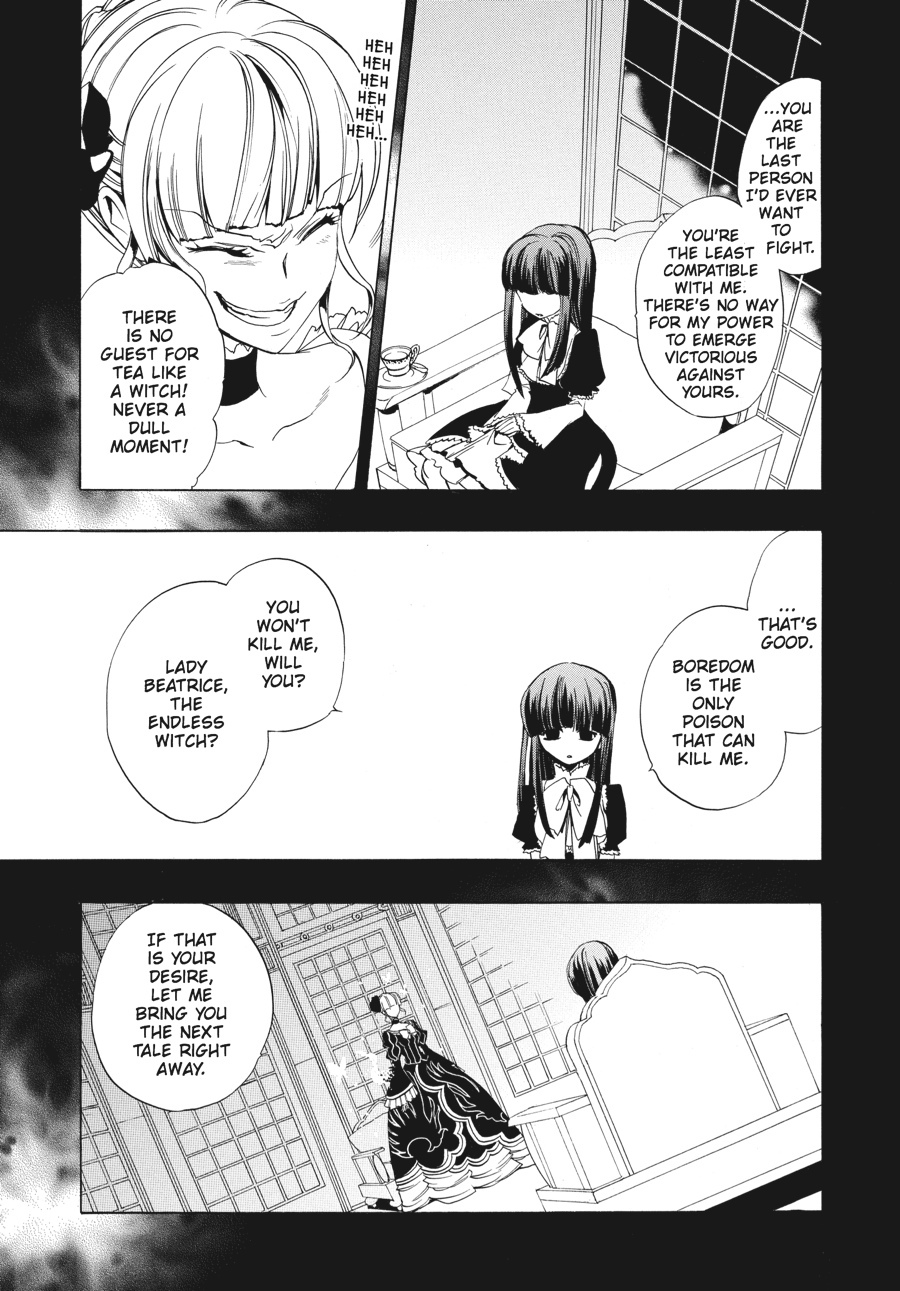 ...YOU
ARE
THE
LAST
PERSON
I'D EVER
WANT
TO
FIGHT.
YOU'RE
THE LEAST
COMPATIBLE
WITH ME.
THERE'S NO WAY
FOR MY POWER
TO EMERGE
VICTORIOUS
AGAINST
YOURS.
HEH
HEH
HEH
HEH
HEH
HEH...
THERE
IS NO
GUEST FOR
TEA LIKE
A WITCH!
NEVER A
DULL
MOMENT!
...
THAT'S
GOOD.
BOREDOM
IS THE
ONLY
POISON
THAT CAN
KILL ME.
YOU
WON'T
KILL ME,
WILL
YOU?
LADY
BEATRICE,
THE
ENDLESS
WITCH?
IF THAT
IS YOUR
DESIRE,
LET ME
BRING YOU
THE NEXT
TALE RIGHT
AWAY.